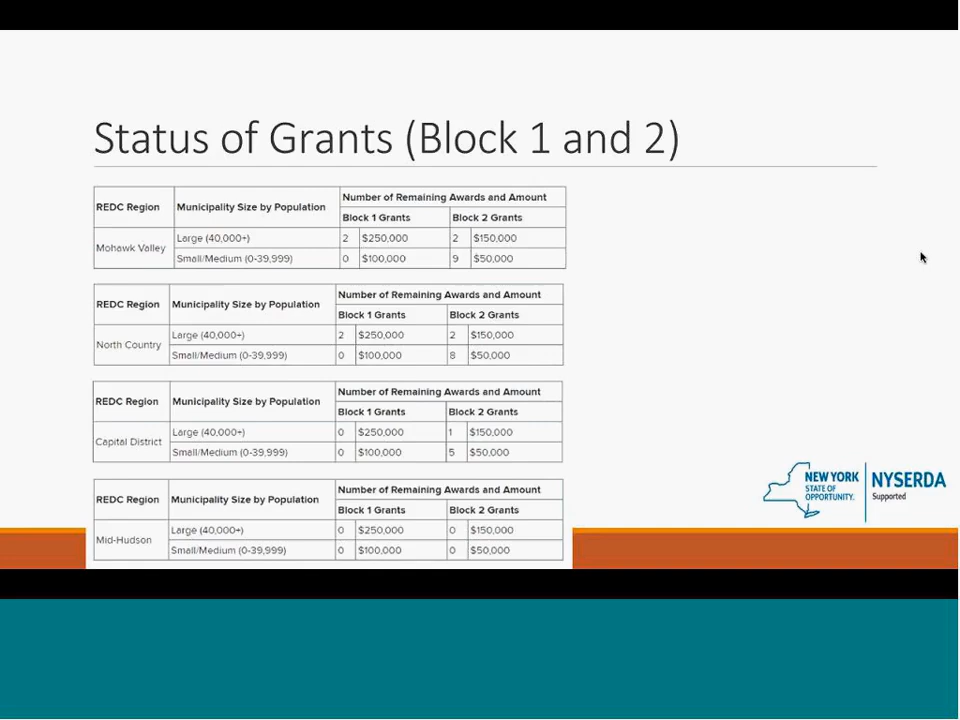 Status of Grants (Block 1 and 2)
REDC Region Municipality Size by Population Number of Remaining Awards and Amount
Block 1 Grants Block 2 Grants
Mohawk Valley Large (40,000+) 2 $250,000 2 $150,000
Small/Medium (0-39,999) 0 $100,000 9 $50,000
REDC Region Municipality Size by Population Number of Remaining Awards and Amount
Block 1 Grants Block 2 Grants
North Country Large (40,000+) 2 $250,000 2 $150,000
Small/Medium (0-39,999) 0 $100,000 8 $50,000
REDC Region Municipality Size by Population Number of Remaining Awards and Amount
Block 1 Grants Block 2 Grants
Capital District Large (40,000+) 0 $250,000 1 $150,000
Small/Medium (0-39,999) 0 $100,000 5 $50,000
REDC Region Municipality Size by Population Number of Remaining Awards and Amount
Block 1 Grants Block 2 Grants
Mid-Hudson Large (40,000+) 0 $250,000 0 $150,000
Small/Medium (0-39,999) 0 $100,000 0 $50,000
NEW YORK
STATE OF
OPPORTUNITY.
NYSERDA
Supported